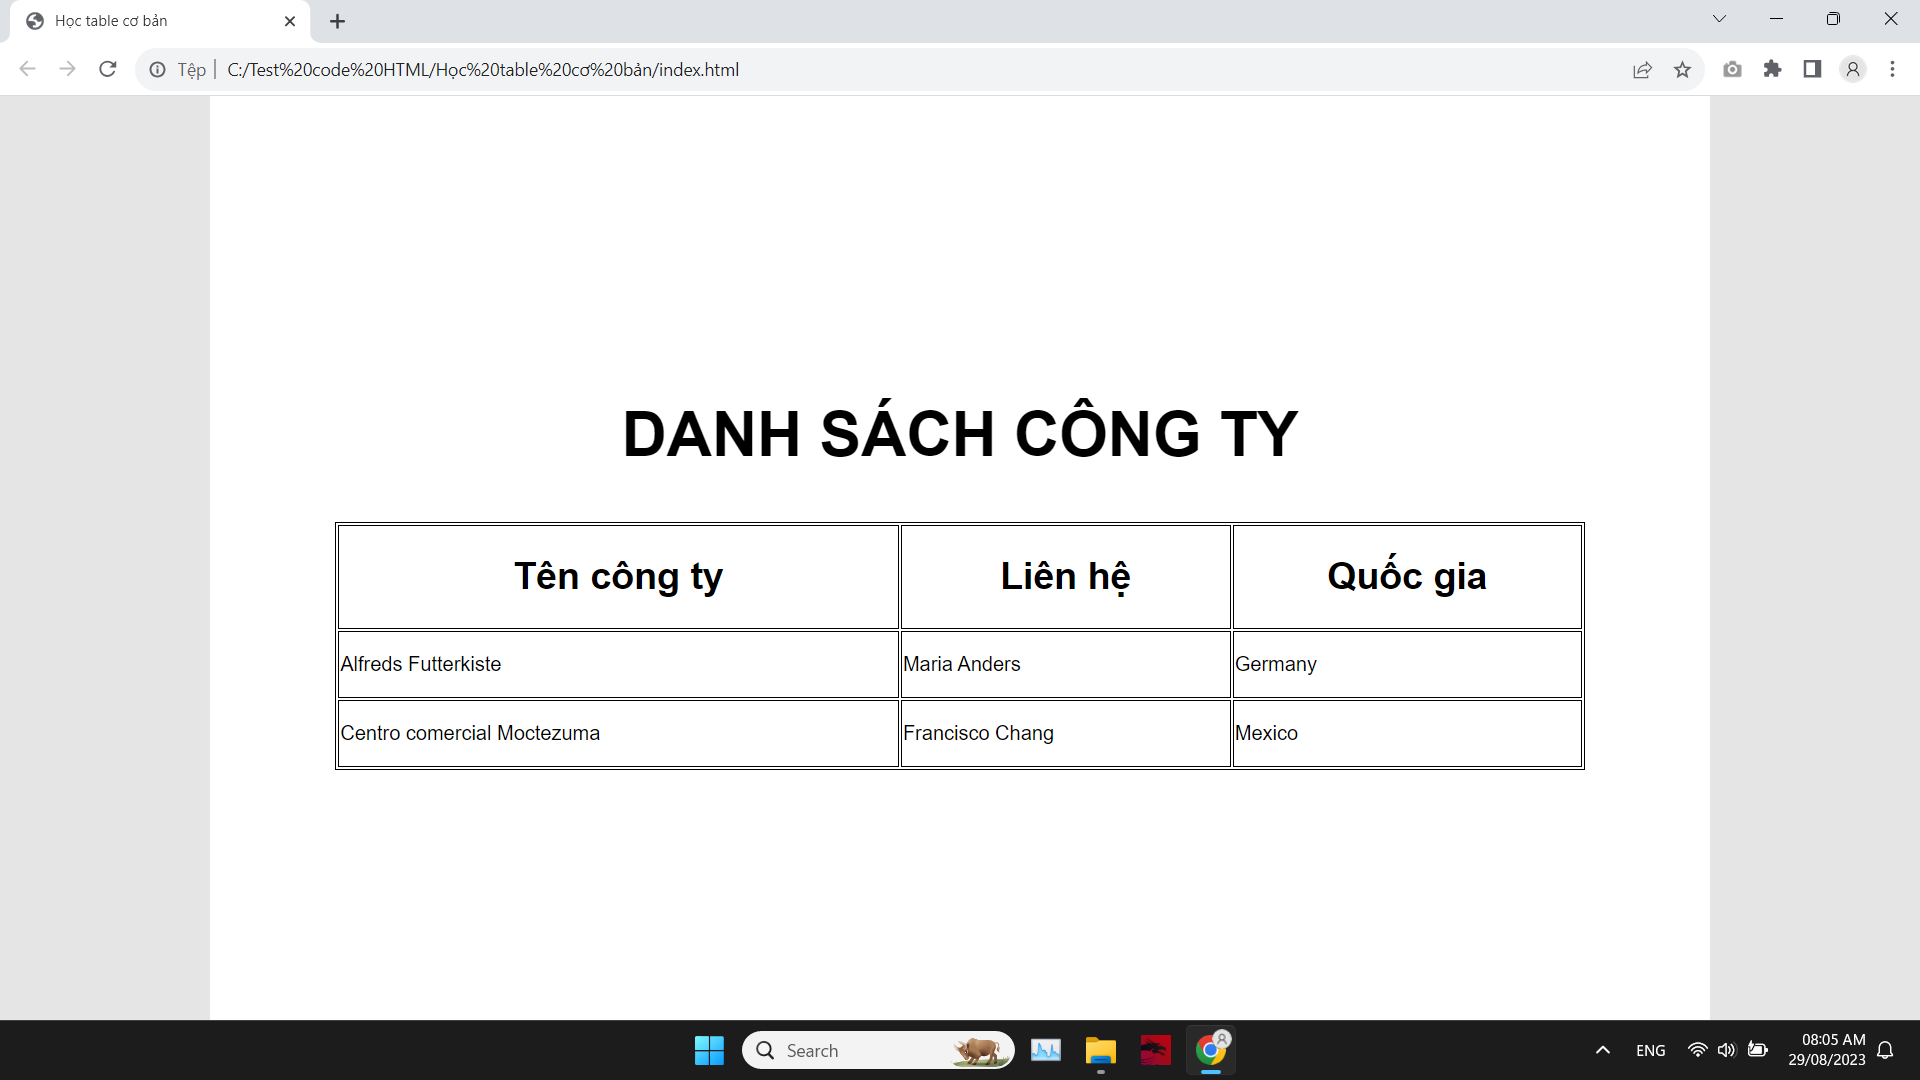 Học table cơ bản
Tệp | C:/Test%20code%20HTML/Học%20table%20cơ%20bản/index.html
DANH SÁCH CÔNG TY
Tên công ty Liên hệ Quốc gia
Alfreds Futterkiste Maria Anders Germany
Centro comercial Moctezuma Francisco Chang Mexico
Search
ENG
08:05 AM
29/08/2023